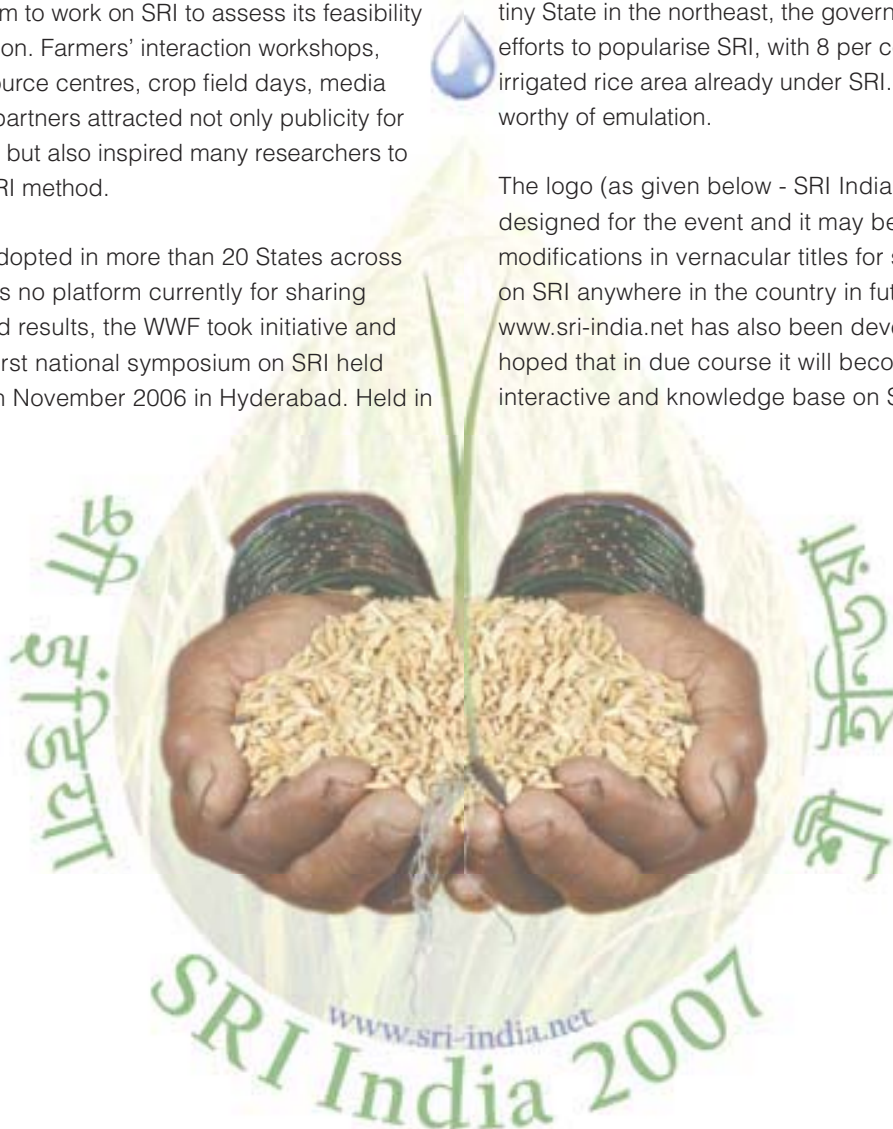 m to work on SRI to assess its feasibility
on. Farmers' interaction workshops,
urce centres, crop field days, media
partners attracted not only publicity for
but also inspired many researchers to
RI method.
dopted in more than 20 States across
s no platform currently for sharing
d results, the WWF took initiative and
rst national symposium on SRI held
n November 2006 in Hyderabad. Held in
tiny State in the northeast, the govern
efforts to popularise SRI, with 8 per c
irrigated rice area already under SRI.
worthy of emulation.
The logo (as given below - SRI India
designed for the event and it may be
modifications in vernacular titles for s
on SRI anywhere in the country in fut
www.sri-india.net has also been deve
hoped that in due course it will beco
interactive and knowledge base on S
श्री इंडिया
www.sri-india.net
SRI India 2007